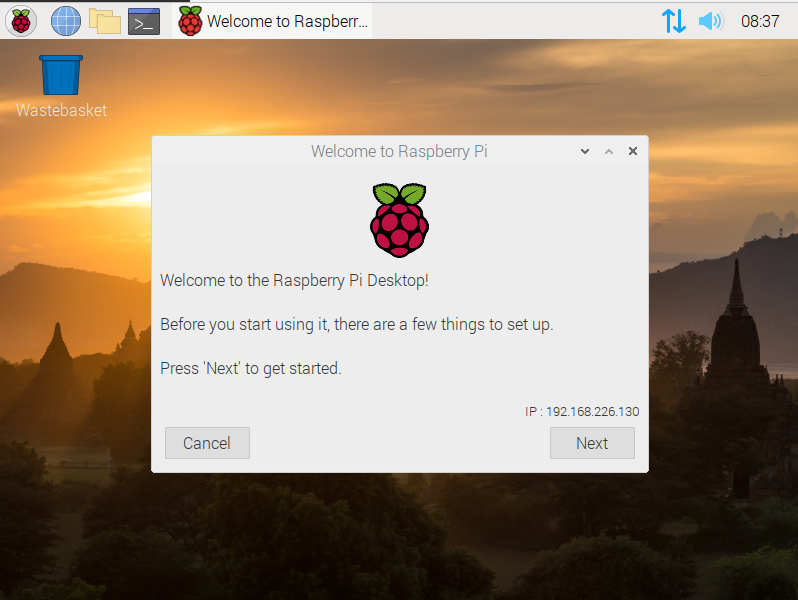 Welcome to Raspberr...
08:37
Wastebasket
Welcome to Raspberry Pi
Welcome to the Raspberry Pi Desktop!
Before you start using it, there are a few things to set up.
Press 'Next' to get started.
IP : 192.168.226.130
Cancel
Next